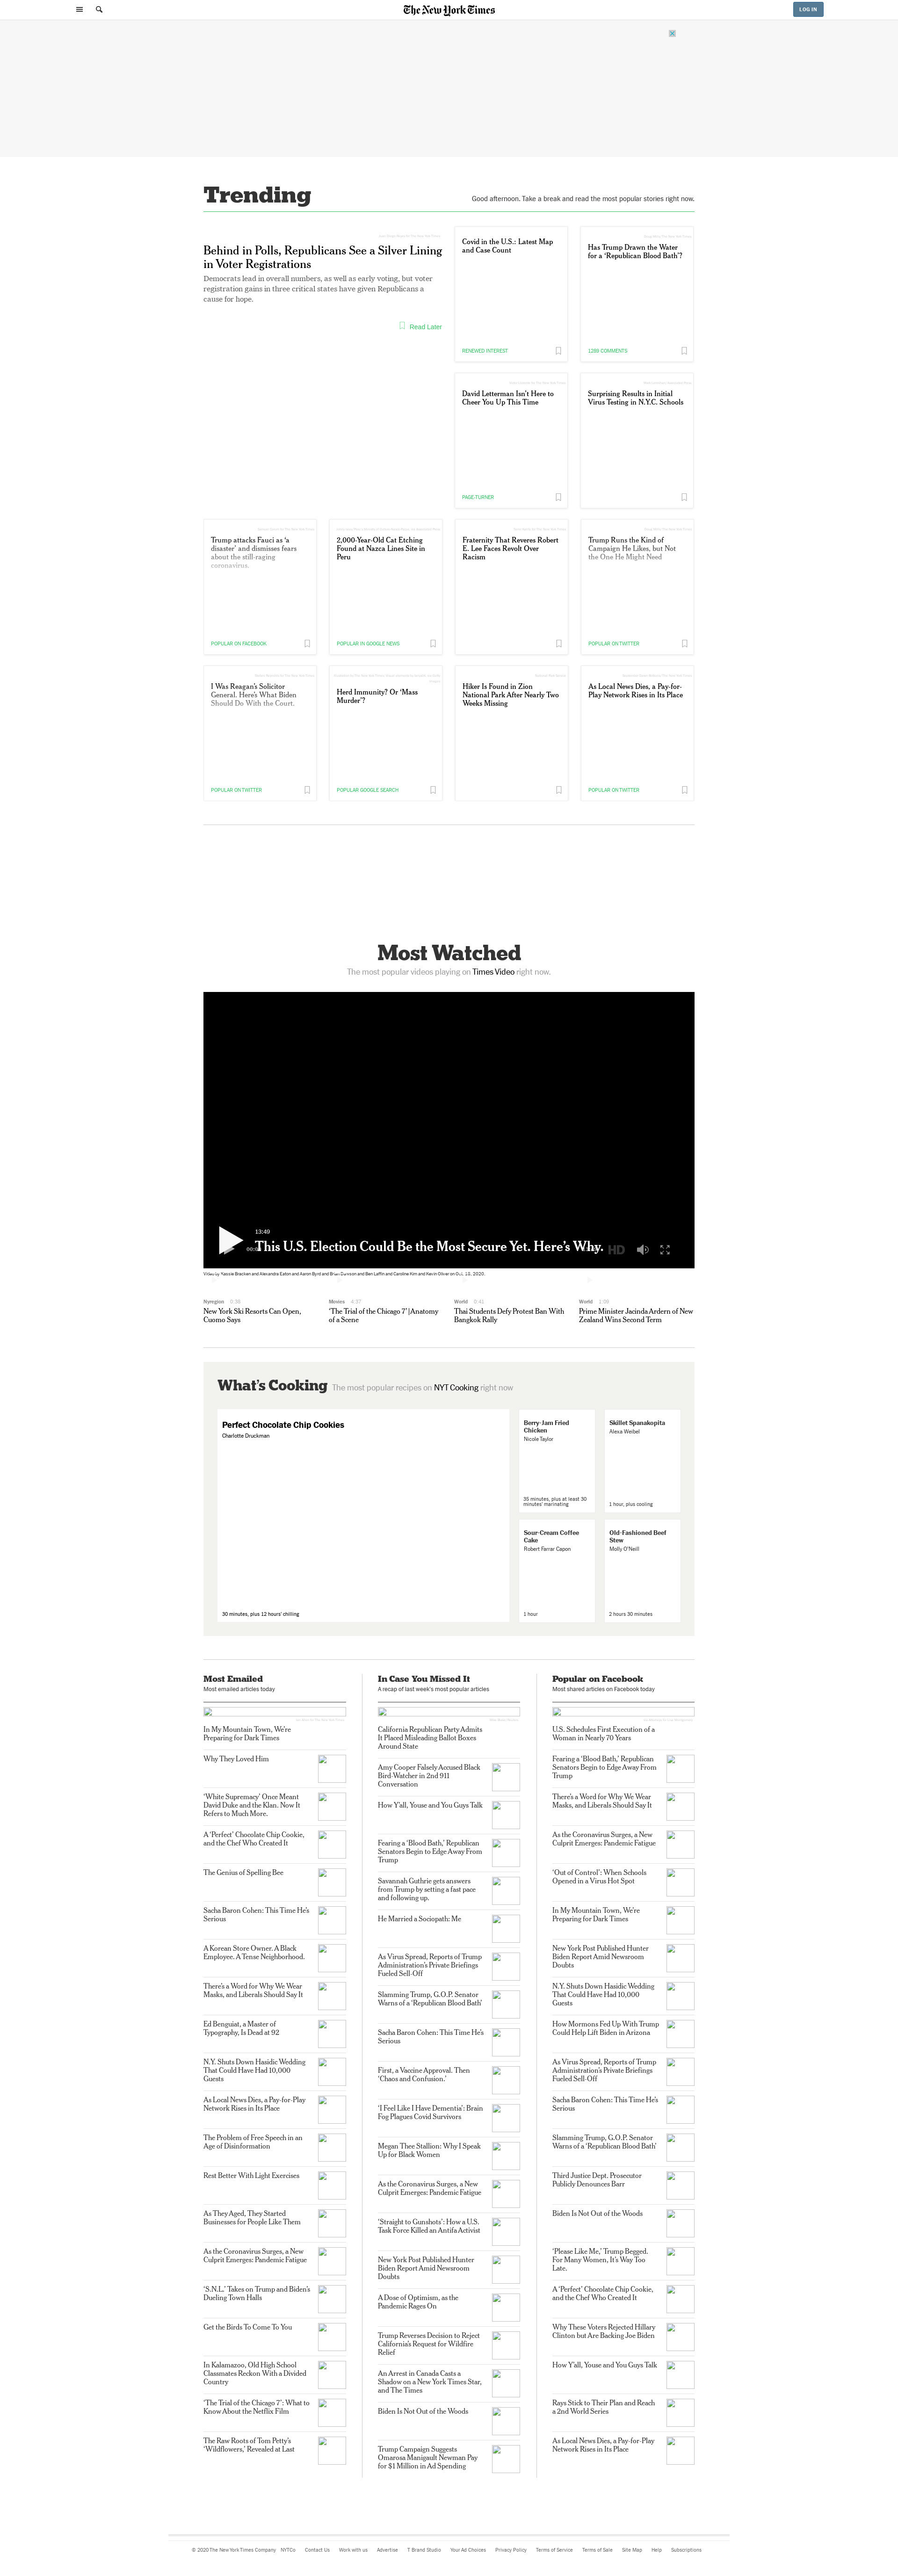 The New York Times
LOG IN
Trending
Good afternoon. Take a break and read the most popular stories right now.
Behind in Polls, Republicans See a Silver Lining
in Voter Registrations
Democrats lead in overall numbers, as well as early voting, but voter
registration gains in three critical states have given Republicans a
cause for hope.
Read Later
Covid in the U.S.: Latest Map
and Case Count
RENEWED INTEREST
Has Trump Drawn the Water
for a ‘Republican Blood Bath’?
1286 COMMENTS
David Letterman Isn’t Here to
Cheer You Up This Time
PAGE-TURNER
Surprising Results in Initial
Virus Testing in N.Y.C. Schools
Trump attacks Fauci as ‘a
disaster’ and dismisses fears
about the still-raging
coronavirus.
POPULAR ON FACEBOOK
2,000-Year-Old Cat Etching
Found at Nazca Lines Site in
Peru
POPULAR IN GOOGLE NEWS
Fraternity That Reveres Robert
E. Lee Faces Revolt Over
Racism
Trump Runs the Kind of
Campaign He Likes, but Not
the One He Might Need
POPULAR ON TWITTER
I Was Reagan’s Solicitor
General. Here’s What Biden
Should Do With the Court.
POPULAR ON TWITTER
Herd Immunity? Or ‘Mass
Murder’?
POPULAR GOOGLE SEARCH
Hiker Is Found in Zion
National Park After Nearly Two
Weeks Missing
As Local News Dies, a Pay-for-
Play Network Rises in Its Place
POPULAR ON TWITTER
Most Watched
The most popular videos playing on Times Video right now.
13:40
This U.S. Election Could Be the Most Secure Yet. Here’s Why.
HD
Video by Kassie Bracken and Alexandra Eaton and Aaron Byrd and Brian Dawson and Ben Laffin and Caroline Kim and Kevin Oliver on Oct. 18, 2020.
Nyregion 0:38
New York Ski Resorts Can Open,
Cuomo Says
Movies 4:37
‘The Trial of the Chicago 7’ | Anatomy
of a Scene
World 0:41
Thai Students Defy Protest Ban With
Bangkok Rally
World 1:09
Prime Minister Jacinda Ardern of New
Zealand Wins Second Term
What’s Cooking The most popular recipes on NYT Cooking right now
Perfect Chocolate Chip Cookies
Charlotte Druckman
30 minutes, plus 12 hours’ chilling
Berry-Jam Fried
Chicken
Nicole Taylor
35 minutes, plus at least 30
minutes’ marinating
Skillet Spanakopita
Alexa Weibel
1 hour, plus cooling
Sour-Cream Coffee
Cake
Robert Farrar Capon
1 hour
Old-Fashioned Beef
Stew
Molly O’Neill
2 hours 30 minutes
Most Emailed
Most emailed articles today
In My Mountain Town, We’re
Preparing for Dark Times
Why They Loved Him
‘White Supremacy’ Once Meant
David Duke and the Klan. Now It
Refers to Much More.
A ‘Perfect’ Chocolate Chip Cookie,
and the Chef Who Created It
The Genius of Spelling Bee
Sacha Baron Cohen: This Time He’s
Serious
A Korean Store Owner. A Black
Employee. A Tense Neighborhood.
There’s a Word for Why We Wear
Masks, and Liberals Should Say It
Ed Benguiat, a Master of
Typography, Is Dead at 92
N.Y. Shuts Down Hasidic Wedding
That Could Have Had 10,000
Guests
As Local News Dies, a Pay-for-Play
Network Rises in Its Place
The Problem of Free Speech in an
Age of Disinformation
Rest Better With Light Exercises
As They Aged, They Started
Businesses for People Like Them
As the Coronavirus Surges, a New
Culprit Emerges: Pandemic Fatigue
‘S.N.L.’ Takes on Trump and Biden’s
Dueling Town Halls
Get the Birds To Come To You
In Kalamazoo, Old High School
Classmates Reckon With a Divided
Country
‘The Trial of the Chicago 7’: What to
Know About the Netflix Film
The Raw Roots of Tom Petty’s
‘Wildflowers,’ Revealed at Last
In Case You Missed It
A recap of last week’s most popular articles
California Republican Party Admits
It Placed Misleading Ballot Boxes
Around State
Amy Cooper Falsely Accused Black
Bird-Watcher in 2nd 911
Conversation
How Y’all, Youse and You Guys Talk
Fearing a ‘Blood Bath,’ Republican
Senators Begin to Edge Away From
Trump
Savannah Guthrie gets answers
from Trump by setting a fast pace
and following up.
He Married a Sociopath: Me
As Virus Spread, Reports of Trump
Administration’s Private Briefings
Fueled Sell-Off
Slamming Trump, G.O.P. Senator
Warns of a ‘Republican Blood Bath’
Sacha Baron Cohen: This Time He’s
Serious
First, a Vaccine Approval. Then
‘Chaos and Confusion.’
‘I Feel Like I Have Dementia’: Brain
Fog Plagues Covid Survivors
Megan Thee Stallion: Why I Speak
Up for Black Women
As the Coronavirus Surges, a New
Culprit Emerges: Pandemic Fatigue
‘Straight to Gunshots’: How a U.S.
Task Force Killed an Antifa Activist
New York Post Published Hunter
Biden Report Amid Newsroom
Doubts
A Dose of Optimism, as the
Pandemic Rages On
Trump Reverses Decision to Reject
California’s Request for Wildfire
Relief
An Arrest in Canada Casts a
Shadow on a New York Times Star,
and The Times
Biden Is Not Out of the Woods
Trump Campaign Suggests
Omarosa Manigault Newman Pay
for $1 Million in Ad Spending
Popular on Facebook
Most shared articles on Facebook today
U.S. Schedules First Execution of a
Woman in Nearly 70 Years
Fearing a ‘Blood Bath,’ Republican
Senators Begin to Edge Away From
Trump
There’s a Word for Why We Wear
Masks, and Liberals Should Say It
As the Coronavirus Surges, a New
Culprit Emerges: Pandemic Fatigue
‘Out of Control’: When Schools
Opened in a Virus Hot Spot
In My Mountain Town, We’re
Preparing for Dark Times
New York Post Published Hunter
Biden Report Amid Newsroom
Doubts
N.Y. Shuts Down Hasidic Wedding
That Could Have Had 10,000
Guests
How Mormons Fed Up With Trump
Could Help Lift Biden in Arizona
As Virus Spread, Reports of Trump
Administration’s Private Briefings
Fueled Sell-Off
Sacha Baron Cohen: This Time He’s
Serious
Slamming Trump, G.O.P. Senator
Warns of a ‘Republican Blood Bath’
Third Justice Dept. Prosecutor
Publicly Denounces Barr
Biden Is Not Out of the Woods
‘Please Like Me,’ Trump Begged.
For Many Women, It’s Way Too
Late.
A ‘Perfect’ Chocolate Chip Cookie,
and the Chef Who Created It
Why These Voters Rejected Hillary
Clinton but Are Backing Joe Biden
How Y’all, Youse and You Guys Talk
Rays Stick to Their Plan and Reach
a 2nd World Series
As Local News Dies, a Pay-for-Play
Network Rises in Its Place
© 2020 The New York Times Company NYTCo Contact Us Work with us Advertise T Brand Studio Your Ad Choices Privacy Policy Terms of Service Terms of Sale Site Map Help Subscriptions